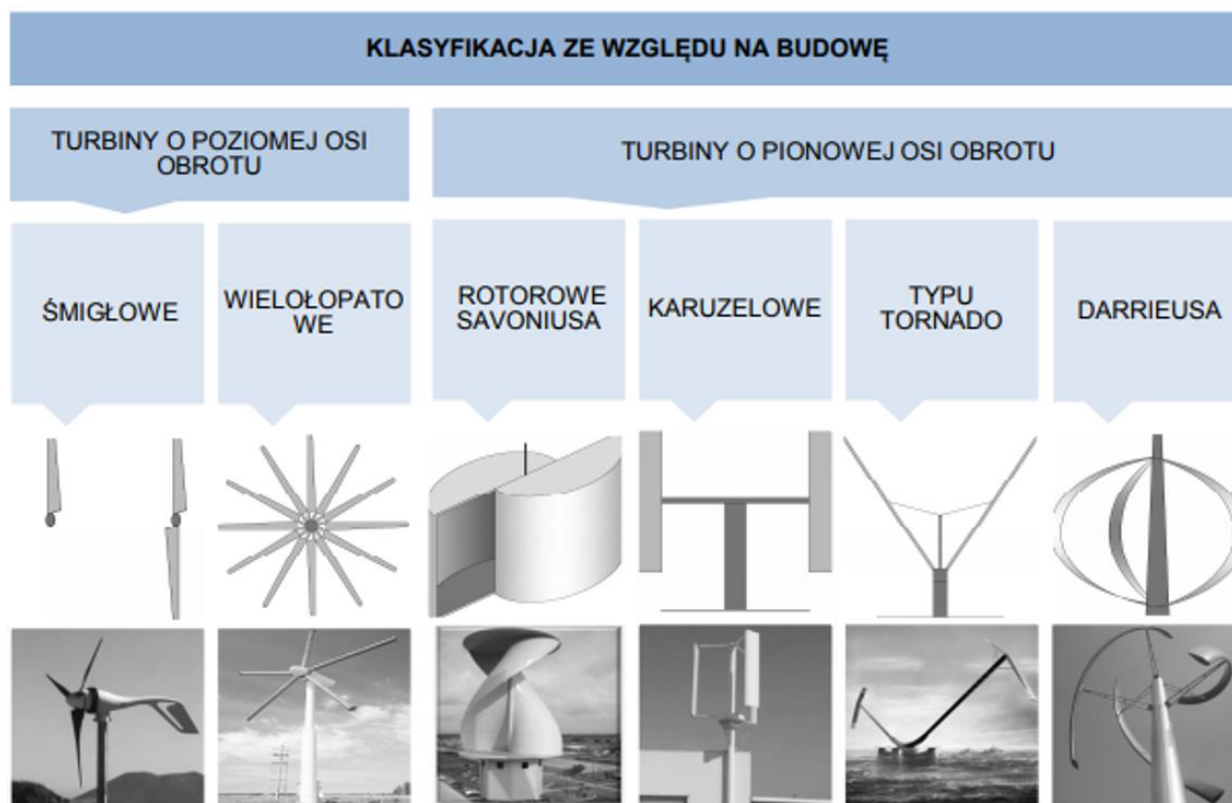 KLASYFIKACJA ZE WZGLĘDU NA BUDOWĘ
TURBINY O POZIOMEJ OSI
OBROTU
TURBINY O PIONOWEJ OSI OBROTU
ŚMIGŁOWE
WIELOŁOPATO
WE
ROTOROWE
SAVONIUSA
KARUZELOWE
TYPU
TORNADO
DARRIEUSA